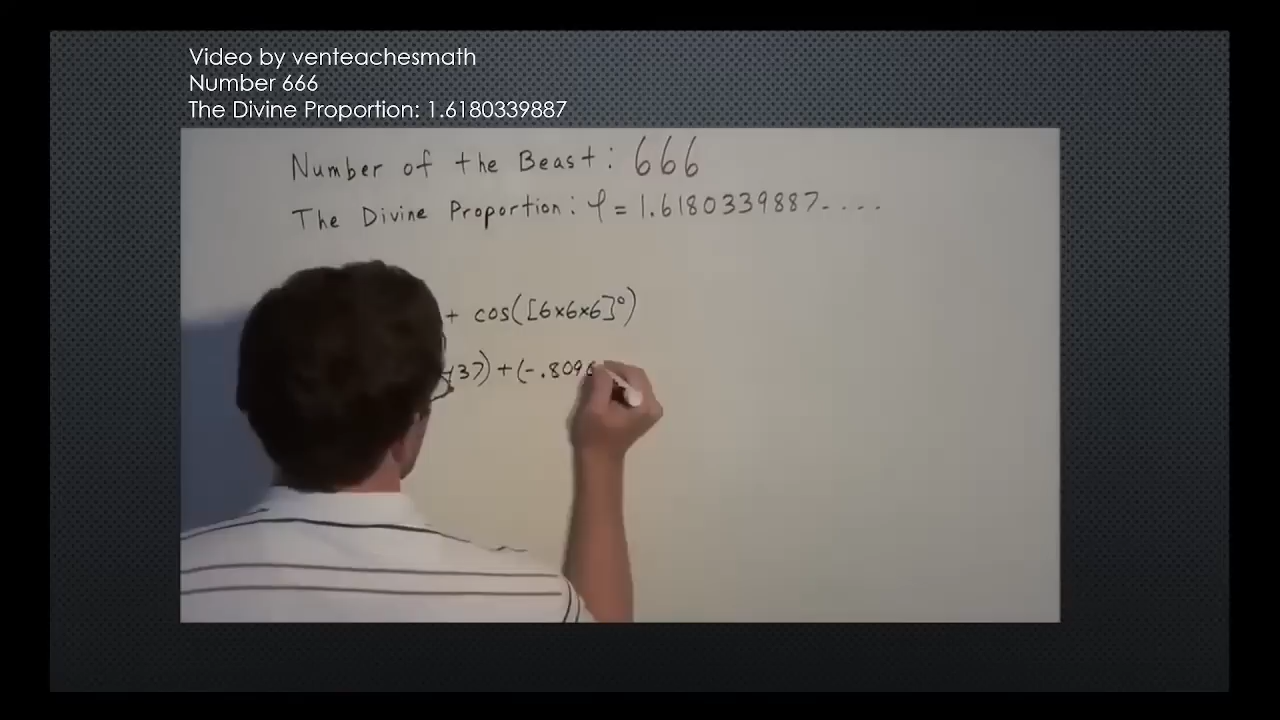 Video by venteachesmath
Number 666
The Divine Proportion: 1.6180339887
Number of the Beast: 666
The Divine Proportion: φ = 1.6180339887....
+ cos([6×6×6]°)
37) + (-.809